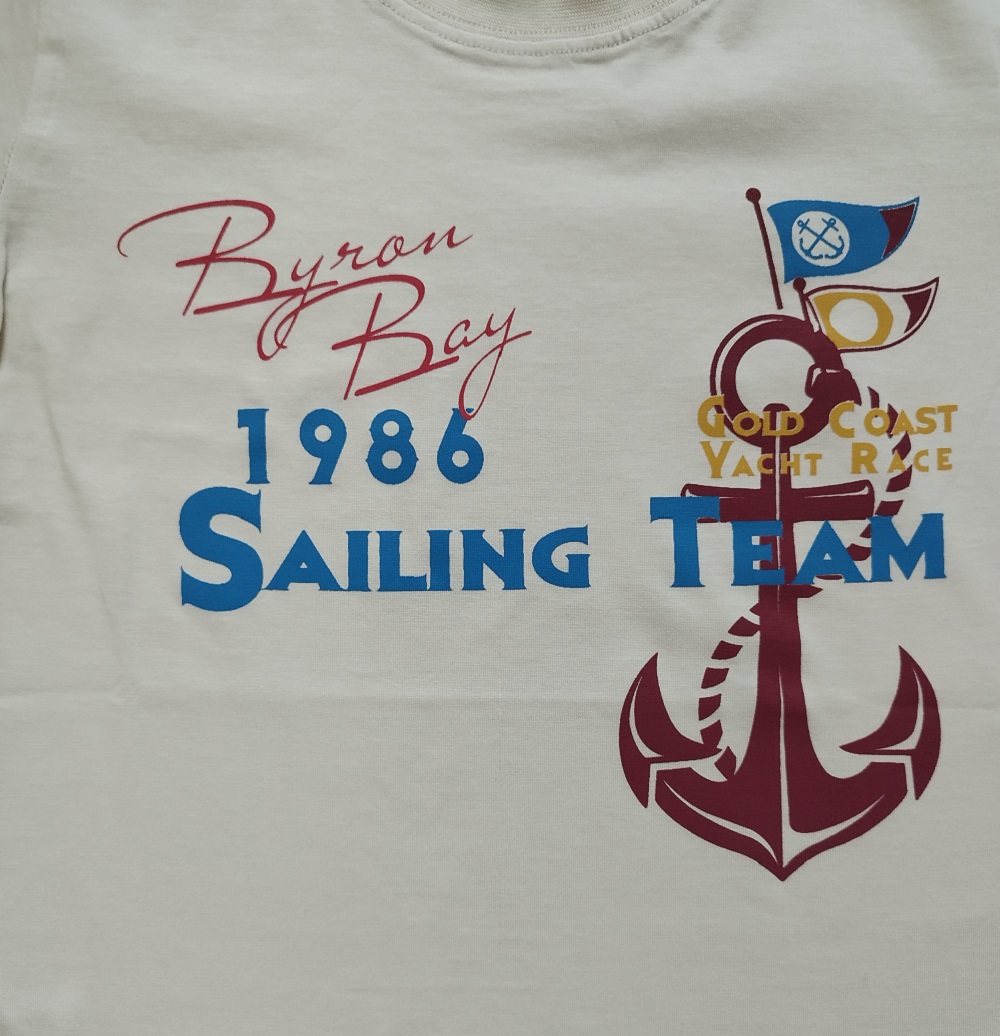 Byron
Bay
1986
GOLD COAST
YACHT RACE
SAILING TEAM